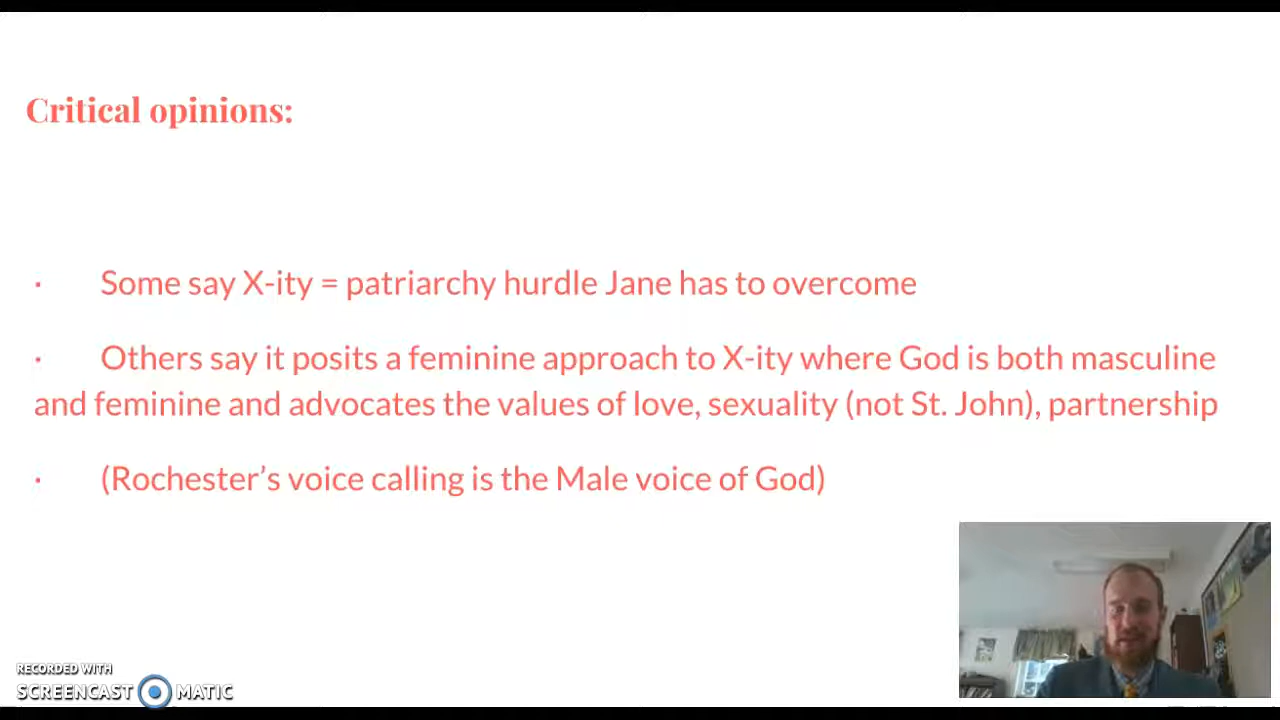 Critical opinions:
· Some say X-ity = patriarchy hurdle Jane has to overcome
· Others say it posits a feminine approach to X-ity where God is both masculine
and feminine and advocates the values of love, sexuality (not St. John), partnership
· (Rochester’s voice calling is the Male voice of God)
RECORDED WITH
SCREENCAST MATIC